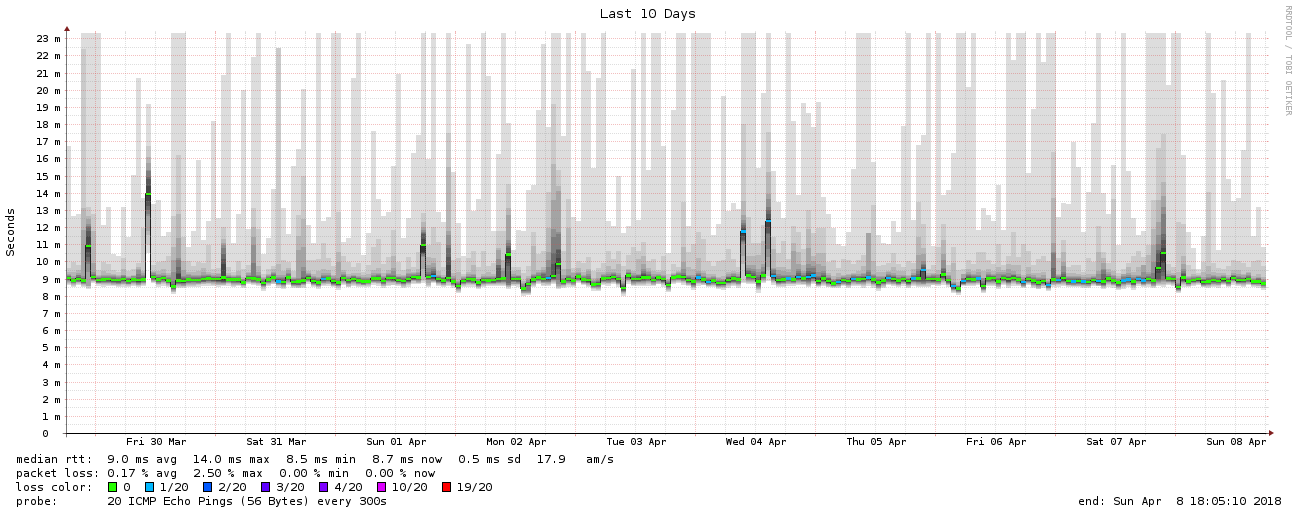 Last 10 Days
RRDTOOL / TOBI OETIKER
Seconds
23 m
22 m
21 m
20 m
19 m
18 m
17 m
16 m
15 m
14 m
13 m
12 m
11 m
10 m
9 m
8 m
7 m
6 m
5 m
4 m
3 m
2 m
1 m
0
Fri 30 Mar Sat 31 Mar Sun 01 Apr Mon 02 Apr Tue 03 Apr Wed 04 Apr Thu 05 Apr Fri 06 Apr Sat 07 Apr Sun 08 Apr
median rtt: 9.0 ms avg 14.0 ms max 8.5 ms min 8.7 ms now 0.5 ms sd 17.9 am/s
packet loss: 0.17 % avg 2.50 % max 0.00 % min 0.00 % now
loss color: 0 1/20 2/20 3/20 4/20 10/20 19/20
probe: 20 ICMP Echo Pings (56 Bytes) every 300s end: Sun Apr 8 18:05:10 2018